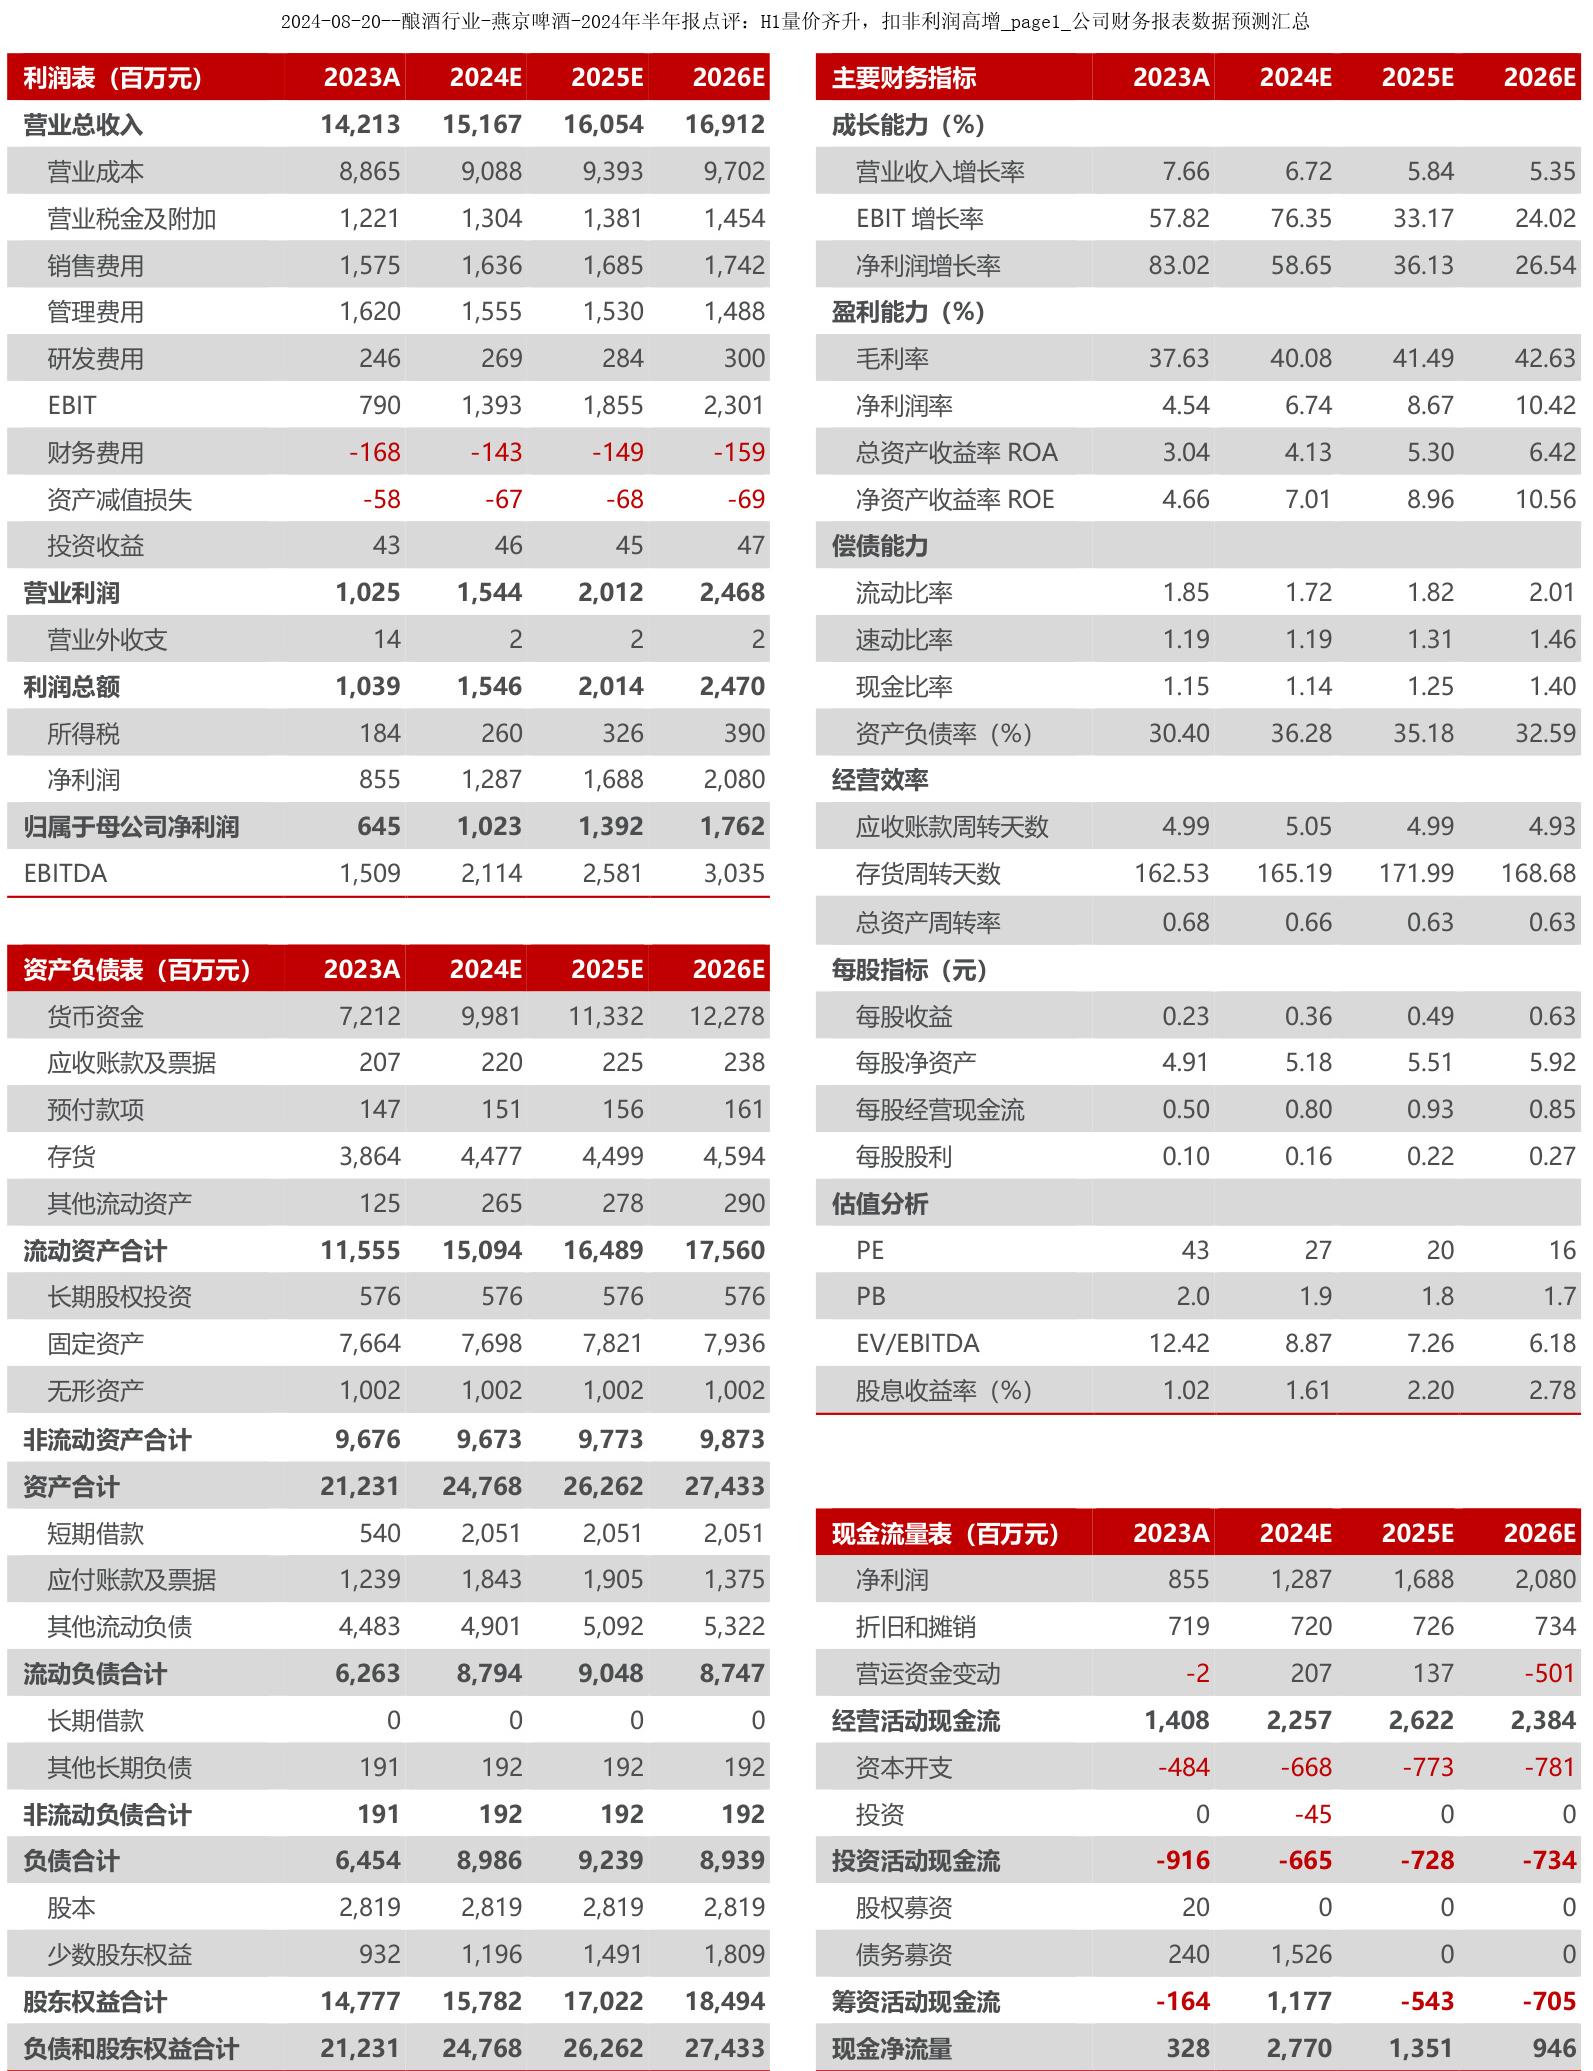 2024-08-20--酿酒行业-燕京啤酒-2024年半年报点评：H1量价齐升，扣非利润高增_page1_公司财务报表数据预测汇总
利润表（百万元） 2023A 2024E 2025E 2026E
营业总收入 14,213 15,167 16,054 16,912
营业成本 8,865 9,088 9,393 9,702
营业税金及附加 1,221 1,304 1,381 1,454
销售费用 1,575 1,636 1,685 1,742
管理费用 1,620 1,555 1,530 1,488
研发费用 246 269 284 300
EBIT 790 1,393 1,855 2,301
财务费用 -168 -143 -149 -159
资产减值损失 -58 -67 -68 -69
投资收益 43 46 45 47
营业利润 1,025 1,544 2,012 2,468
营业外收支 14 2 2 2
利润总额 1,039 1,546 2,014 2,470
所得税 184 260 326 390
净利润 855 1,287 1,688 2,080
归属于母公司净利润 645 1,023 1,392 1,762
EBITDA 1,509 2,114 2,581 3,035
资产负债表（百万元） 2023A 2024E 2025E 2026E
货币资金 7,212 9,981 11,332 12,278
应收账款及票据 207 220 225 238
预付款项 147 151 156 161
存货 3,864 4,477 4,499 4,594
其他流动资产 125 265 278 290
流动资产合计 11,555 15,094 16,489 17,560
长期股权投资 576 576 576 576
固定资产 7,664 7,698 7,821 7,936
无形资产 1,002 1,002 1,002 1,002
非流动资产合计 9,676 9,673 9,773 9,873
资产合计 21,231 24,768 26,262 27,433
短期借款 540 2,051 2,051 2,051
应付账款及票据 1,239 1,843 1,905 1,375
其他流动负债 4,483 4,901 5,092 5,322
流动负债合计 6,263 8,794 9,048 8,747
长期借款 0 0 0 0
其他长期负债 191 192 192 192
非流动负债合计 191 192 192 192
负债合计 6,454 8,986 9,239 8,939
股本 2,819 2,819 2,819 2,819
少数股东权益 932 1,196 1,491 1,809
股东权益合计 14,777 15,782 17,022 18,494
负债和股东权益合计 21,231 24,768 26,262 27,433
主要财务指标 2023A 2024E 2025E 2026E
成长能力（%）
营业收入增长率 7.66 6.72 5.84 5.35
EBIT 增长率 57.82 76.35 33.17 24.02
净利润增长率 83.02 58.65 36.13 26.54
盈利能力（%）
毛利率 37.63 40.08 41.49 42.63
净利润率 4.54 6.74 8.67 10.42
总资产收益率 ROA 3.04 4.13 5.30 6.42
净资产收益率 ROE 4.66 7.01 8.96 10.56
偿债能力
流动比率 1.85 1.72 1.82 2.01
速动比率 1.19 1.19 1.31 1.46
现金比率 1.15 1.14 1.25 1.40
资产负债率（%） 30.40 36.28 35.18 32.59
经营效率
应收账款周转天数 4.99 5.05 4.99 4.93
存货周转天数 162.53 165.19 171.99 168.68
总资产周转率 0.68 0.66 0.63 0.63
每股指标（元）
每股收益 0.23 0.36 0.49 0.63
每股净资产 4.91 5.18 5.51 5.92
每股经营现金流 0.50 0.80 0.93 0.85
每股股利 0.10 0.16 0.22 0.27
估值分析
PE 43 27 20 16
PB 2.0 1.9 1.8 1.7
EV/EBITDA 12.42 8.87 7.26 6.18
股息收益率（%） 1.02 1.61 2.20 2.78
现金流量表（百万元） 2023A 2024E 2025E 2026E
净利润 855 1,287 1,688 2,080
折旧和摊销 719 720 726 734
营运资金变动 -2 207 137 -501
经营活动现金流 1,408 2,257 2,622 2,384
资本开支 -484 -668 -773 -781
投资 0 -45 0 0
投资活动现金流 -916 -665 -728 -734
股权募资 20 0 0 0
债务募资 240 1,526 0 0
筹资活动现金流 -164 1,177 -543 -705
现金净流量 328 2,770 1,351 946